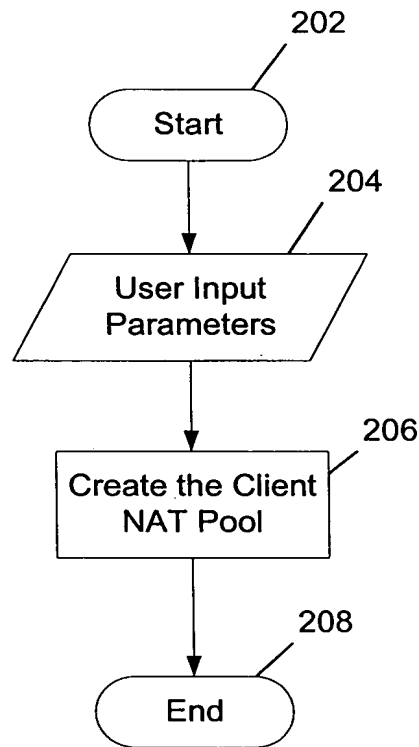 202
Start
204
User Input
Parameters
206
Create the Client
NAT Pool
208
End